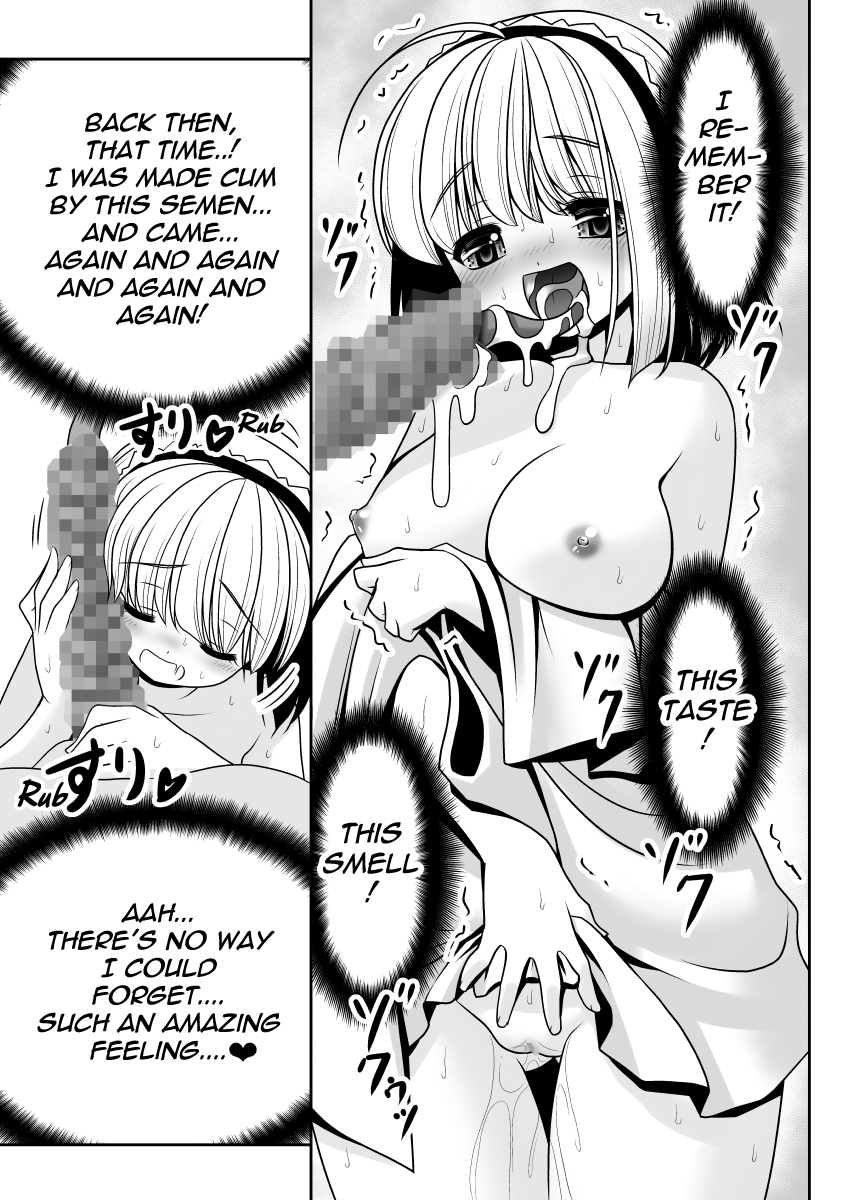 I
RE-
MEM-
BER
IT!
ゾ
ク
ゾ
ク
THIS
TASTE
!
ゾ
ク
ゾ
ク
THIS
SMELL
!
ゾ
クゥッ
BACK THEN,
THAT TIME..!
I WAS MADE CUM
BY THIS SEMEN...
AND CAME...
AGAIN AND AGAIN
AND AGAIN AND
AGAIN!
すり♡
Rub
Rub
すり♡
AAH...
THERE'S NO WAY
I COULD
FORGET....
SUCH AN AMAZING
FEELING....❤